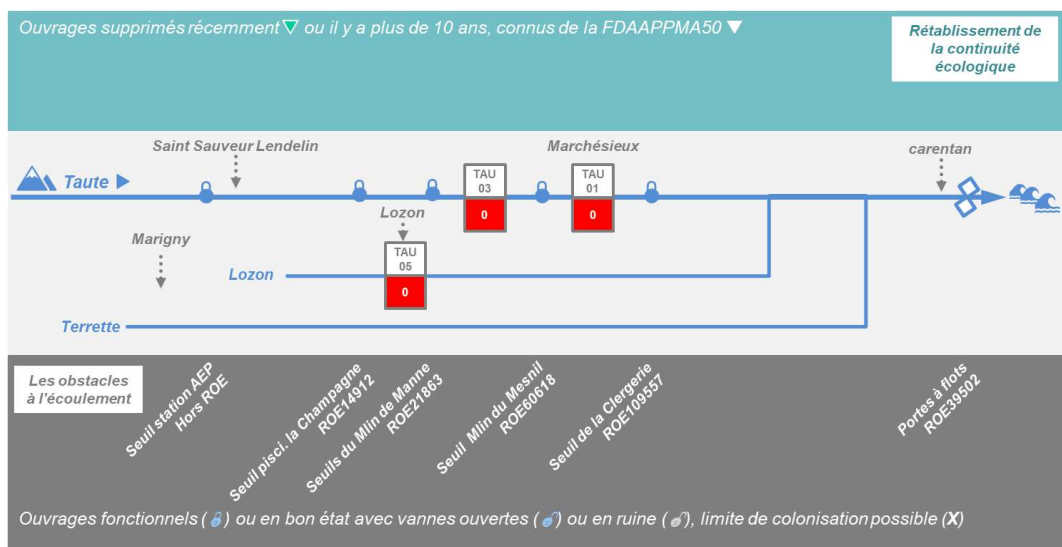 Ouvrages supprimés récemment ou il y a plus de 10 ans, connus de la FDAAPPMA50
Rétablissement de
la continuité
écologique
Saint Sauveur Lendelin
Marchésieux
carentan
Taute
TAU
03
0
TAU
01
0
Marigny
Lozon
TAU
05
0
Lozon
Terrette
Les obstacles
à l'écoulement
Seuil station AEP
Hors ROE
Seuil pisci. la Champagne
ROE14912
Seuils du Mlin de Manne
ROE21863
Seuil Mlin du Mesnil
ROE60618
Seuil de la Clergerie
ROE109557
Portes à flots
ROE39502
Ouvrages fonctionnels ( ) ou en bon état avec vannes ouvertes ( ) ou en ruine ( ), limite de colonisation possible (X)